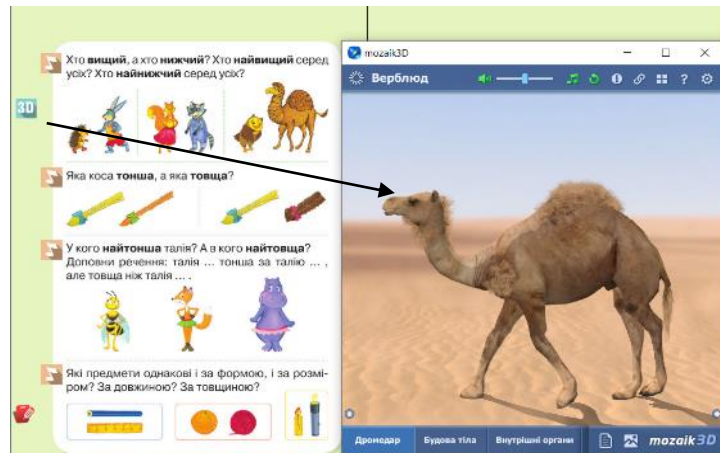 Хто вищий, а хто нижчий? Хто найвищий серед
усіх? Хто найнижчий серед усіх?
3D
Яка коса тонша, а яка товща?
У кого найтонша талія? А в кого найтовща?
Доповни речення: талія ... тонша за талію ... ,
але товща ніж талія ... .
Які предмети однакові і за формою, і за розмі-
ром? За довжиною? За товщиною?
mozaik3D
Верблюд
Дромедар
Будова тіла
Внутрішні органи
mozaik3D